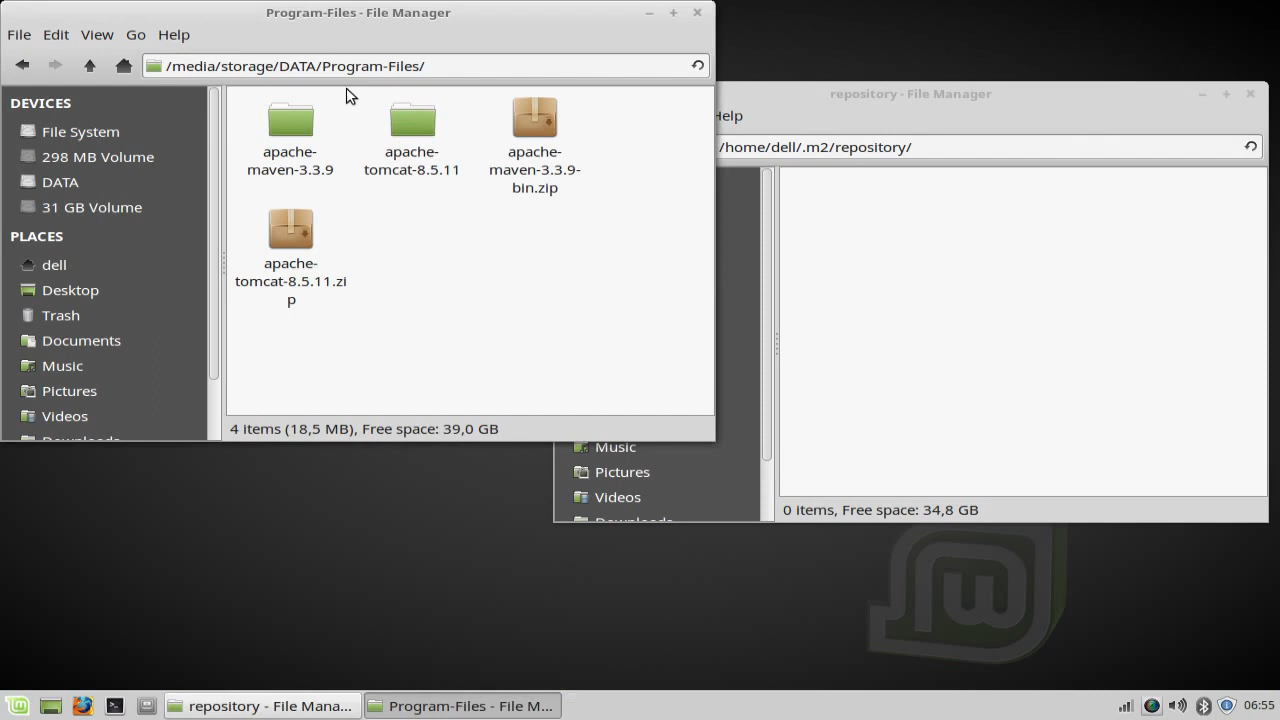 Program-Files - File Manager
File Edit View Go Help
/media/storage/DATA/Program-Files/
DEVICES
File System
298 MB Volume
DATA
31 GB Volume
PLACES
dell
Desktop
Trash
Documents
Music
Pictures
Videos
Downloads
apache-
maven-3.3.9
apache-
tomcat-8.5.11
apache-
maven-3.3.9-
bin.zip
apache-
tomcat-8.5.11.zi
p
4 items (18,5 MB), Free space: 39,0 GB
repository - File Manager
Help
/home/dell/.m2/repository/
Music
Pictures
Videos
Downloads
0 items, Free space: 34,8 GB
repository - File Mana...
Program-Files - File M...
06:55